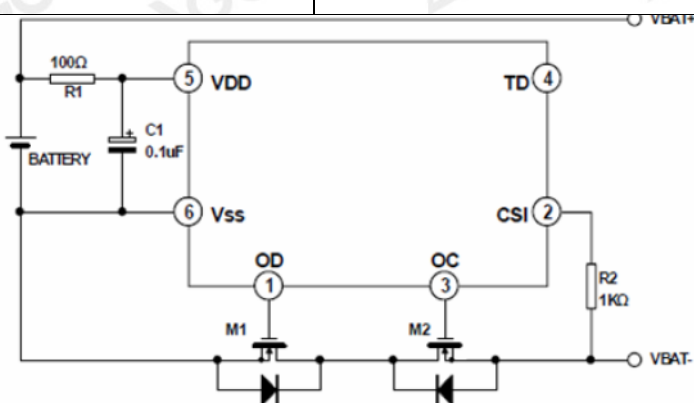 VBAT+
100Ω
R1
5 VDD
TD 4
C1
+
0.1uF
BATTERY
6 Vss
CSI 2
OD
1
OC
3
R2
1KΩ
M1
M2
VBAT-